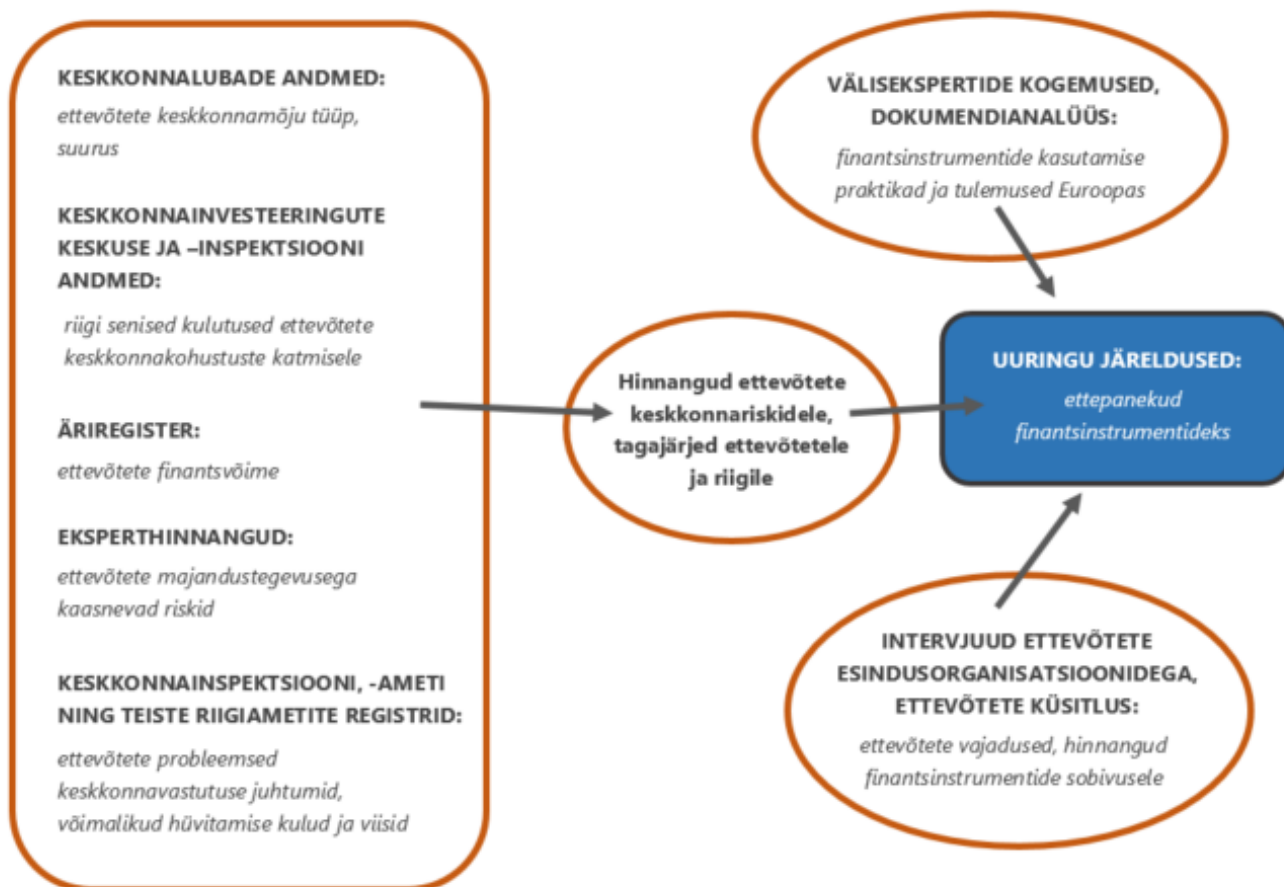 KESKKONNALUBADE ANDMED:
ettevõtete keskkonnamõju tüüp,
suurus
KESKKONNAINVESTEERINGUTE
KESKUSE JA –INSPEKTSIOONI
ANDMED:
riigi senised kulutused ettevõtete
keskkonnakohustuste katmisele
ÄRIREGISTER:
ettevõtete finantsvõime
EKSPERTHINNANGUD:
ettevõtete majandustegevusega
kaasnevad riskid
KESKKONNAINSPEKTSIOONI, -AMETI
NING TEISTE RIIGIAMETITE REGISTRID:
ettevõtete probleemsed
keskkonnavastutuse juhtumid,
võimalikud hüvitamise kulud ja viisid
Hinnangud ettevõtete
keskkonnariskidele,
tagajärjed ettevõtetele
ja riigile
VÄLISEKSPERTIDE KOGEMUSED,
DOKUMENDIANALÜÜS:
finantsinstrumentide kasutamise
praktikad ja tulemused Euroopas
UURINGU JÄRELDUSED:
ettepanekud
finantsinstrumentideks
INTERVJUUD ETTEVÕTETE
ESINDUSORGANISATSIOONIDEGA,
ETTEVÕTETE KÜSITLUS:
ettevõtete vajadused, hinnangud
finantsinstrumentide sobivusele